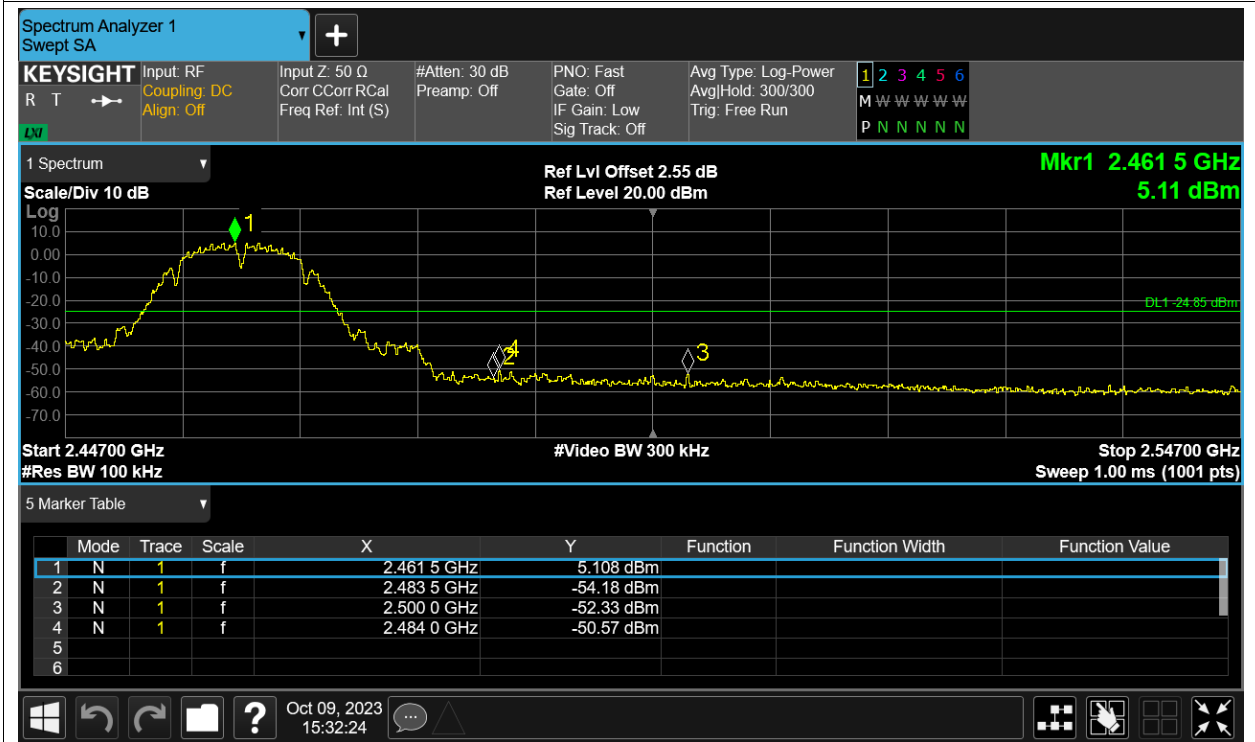 Spectrum Analyzer 1
Swept SA
+
KEYSIGHT Input: RF Input Z: 50 Ω #Atten: 30 dB PNO: Fast Avg Type: Log-Power 1 2 3 4 5 6
R T Coupling: DC Corr CCorr RCal Preamp: Off Gate: Off Avg|Hold: 300/300 M W W W W W
Align: Off Freq Ref: Int (S) IF Gain: Low Trig: Free Run
LXI Sig Track: Off P N N N N N
1 Spectrum Ref Lvl Offset 2.55 dB Mkr1 2.461 5 GHz
Scale/Div 10 dB Ref Level 20.00 dBm 5.11 dBm
Log
1
10.0
0.00
-10.0
-20.0
DL1 -24.85 dBm
-30.0
-40.0
2 4 3
-50.0
-60.0
-70.0
Start 2.44700 GHz #Video BW 300 kHz Stop 2.54700 GHz
#Res BW 100 kHz Sweep 1.00 ms (1001 pts)
5 Marker Table
Mode Trace Scale X Y Function Function Width Function Value
1 N 1 f 2.461 5 GHz 5.108 dBm
2 N 1 f 2.483 5 GHz -54.18 dBm
3 N 1 f 2.500 0 GHz -52.33 dBm
4 N 1 f 2.484 0 GHz -50.57 dBm
5
6
? Oct 09, 2023
15:32:24